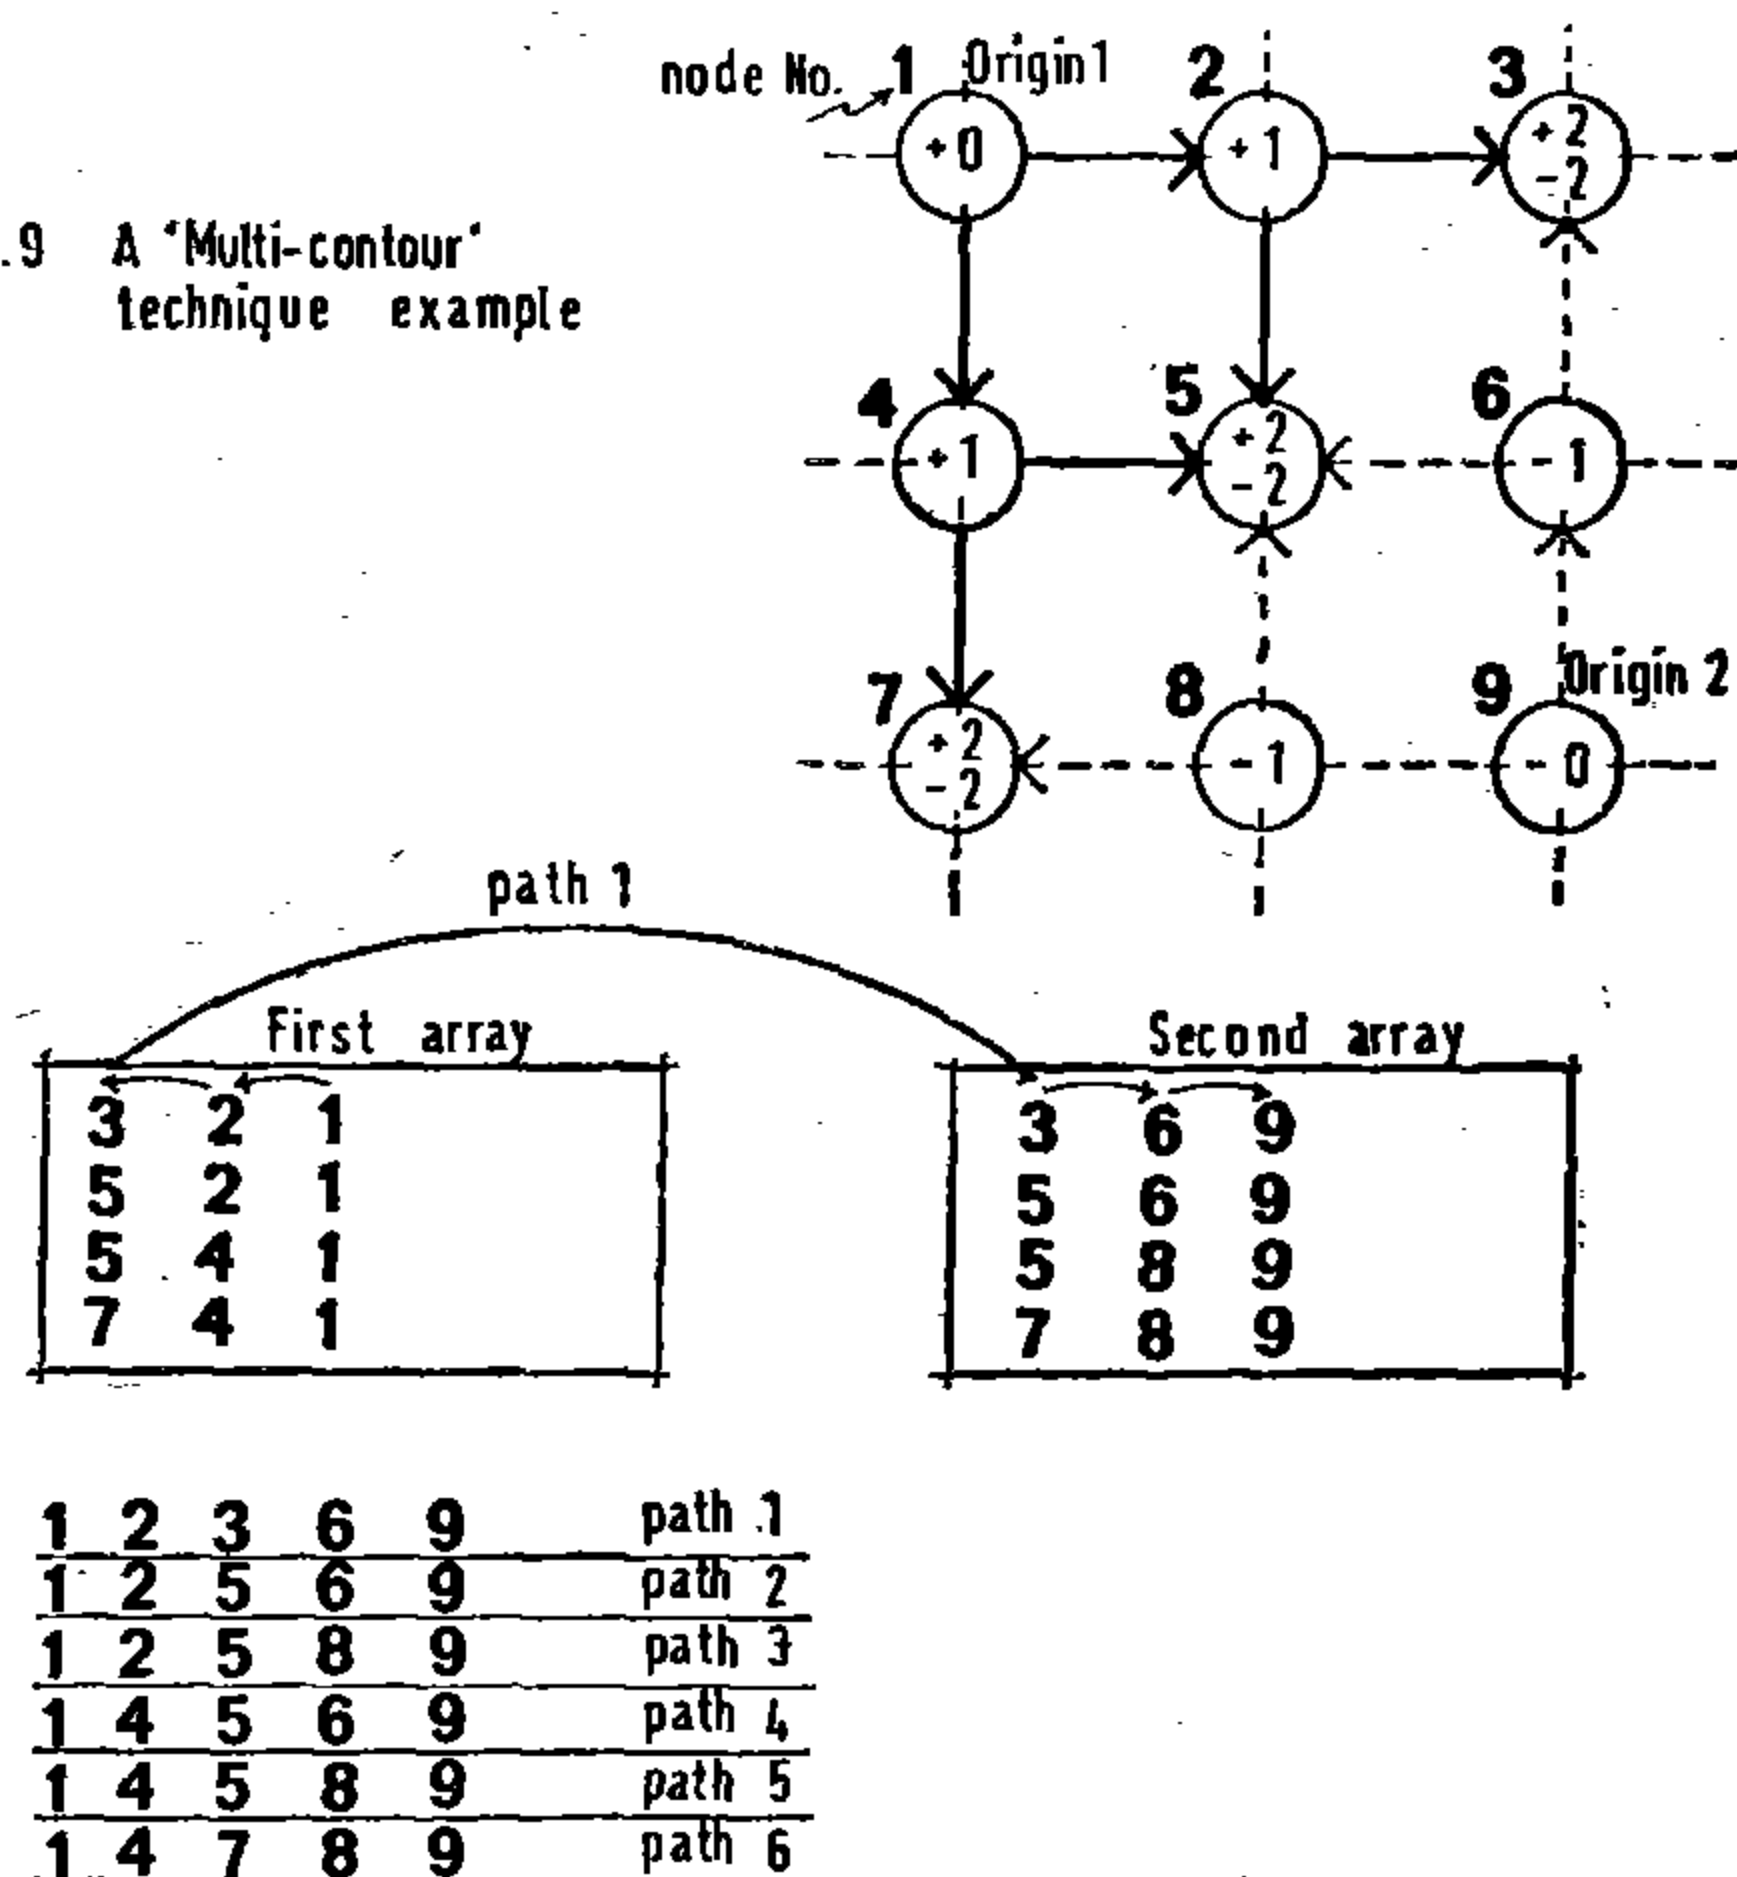 node No. 1 Origin 1 2 3
+0 +1 +2
-2
.9 A "Multi-contour"
technique example
4 5 6
+1 +2 -1
-2
Origin 2
7 8 9
+2 -1 -0
-2
path 1
First array Second array
3 2 1 3 6 9
5 2 1 5 6 9
5 4 1 5 8 9
7 4 1 7 8 9
1 2 3 6 9 path 1
1 2 5 6 9 path 2
1 2 5 8 9 path 3
1 4 5 6 9 path 4
1 4 5 8 9 path 5
1 4 7 8 9 path 6